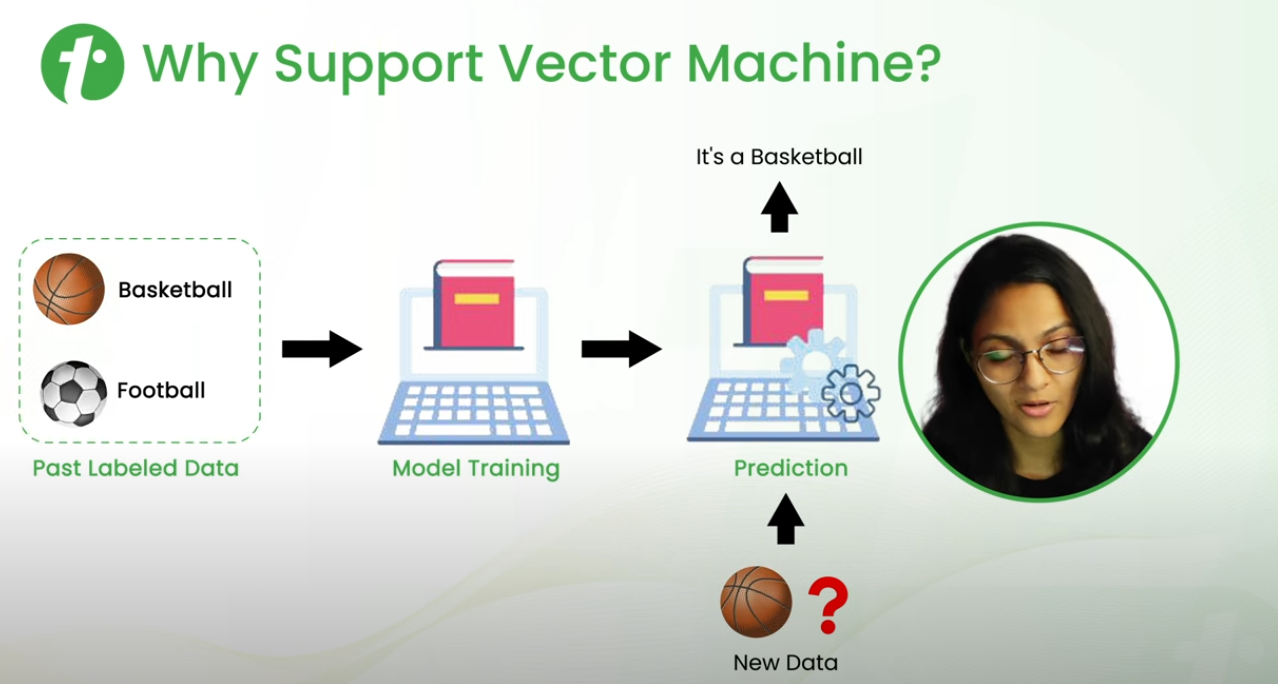 Why Support Vector Machine?
It's a Basketball
Basketball
Football
Past Labeled Data
Model Training
Prediction
?
New Data